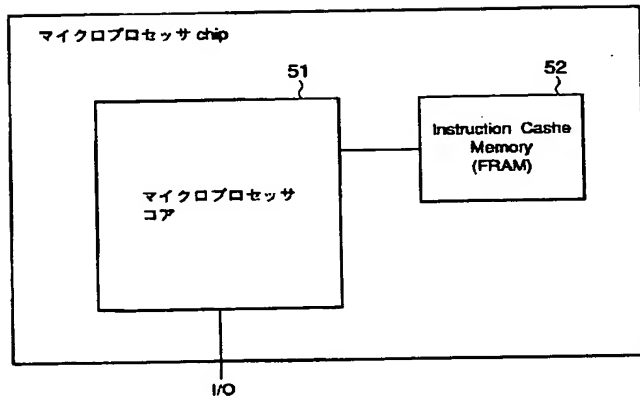 マイクロプロセッサ chip
51
52
Instruction Cashe
Memory
(FRAM)
マイクロプロセッサ
コア
I/O